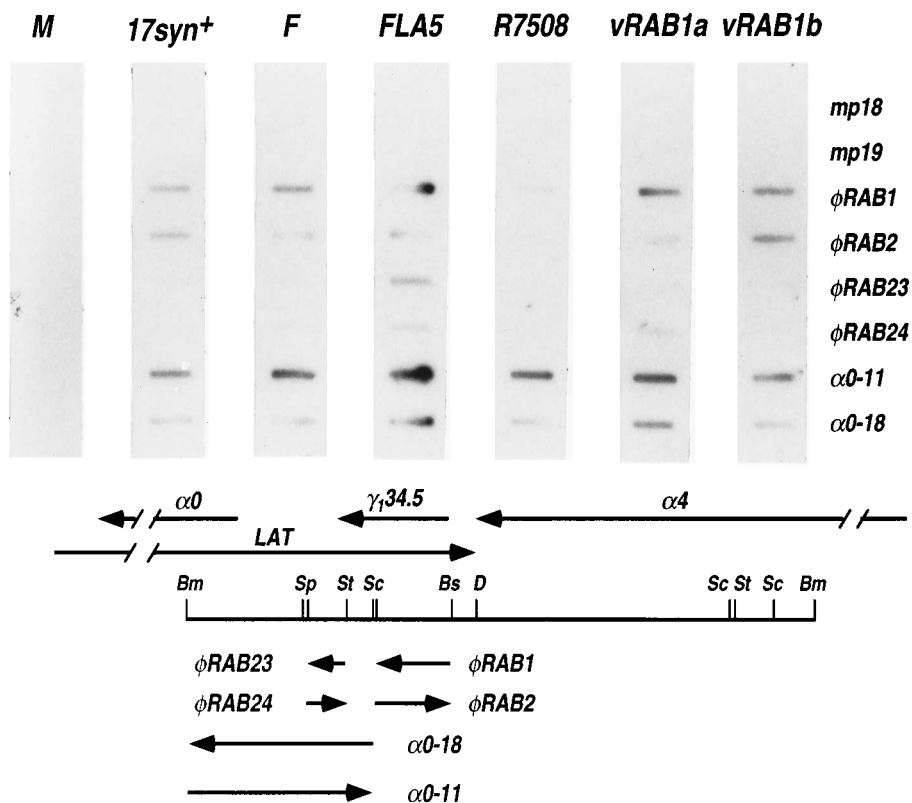 M 17syn+ F FLA5 R7508 vRAB1a vRAB1b
mp18
mp19
ϕRAB1
ϕRAB2
ϕRAB23
ϕRAB24
α0-11
α0-18
α0 γ₁34.5 α4
LAT
Bm Sp St Sc Bs D Sc St Sc Bm
ϕRAB23 ϕRAB1
ϕRAB24 ϕRAB2
α0-18
α0-11